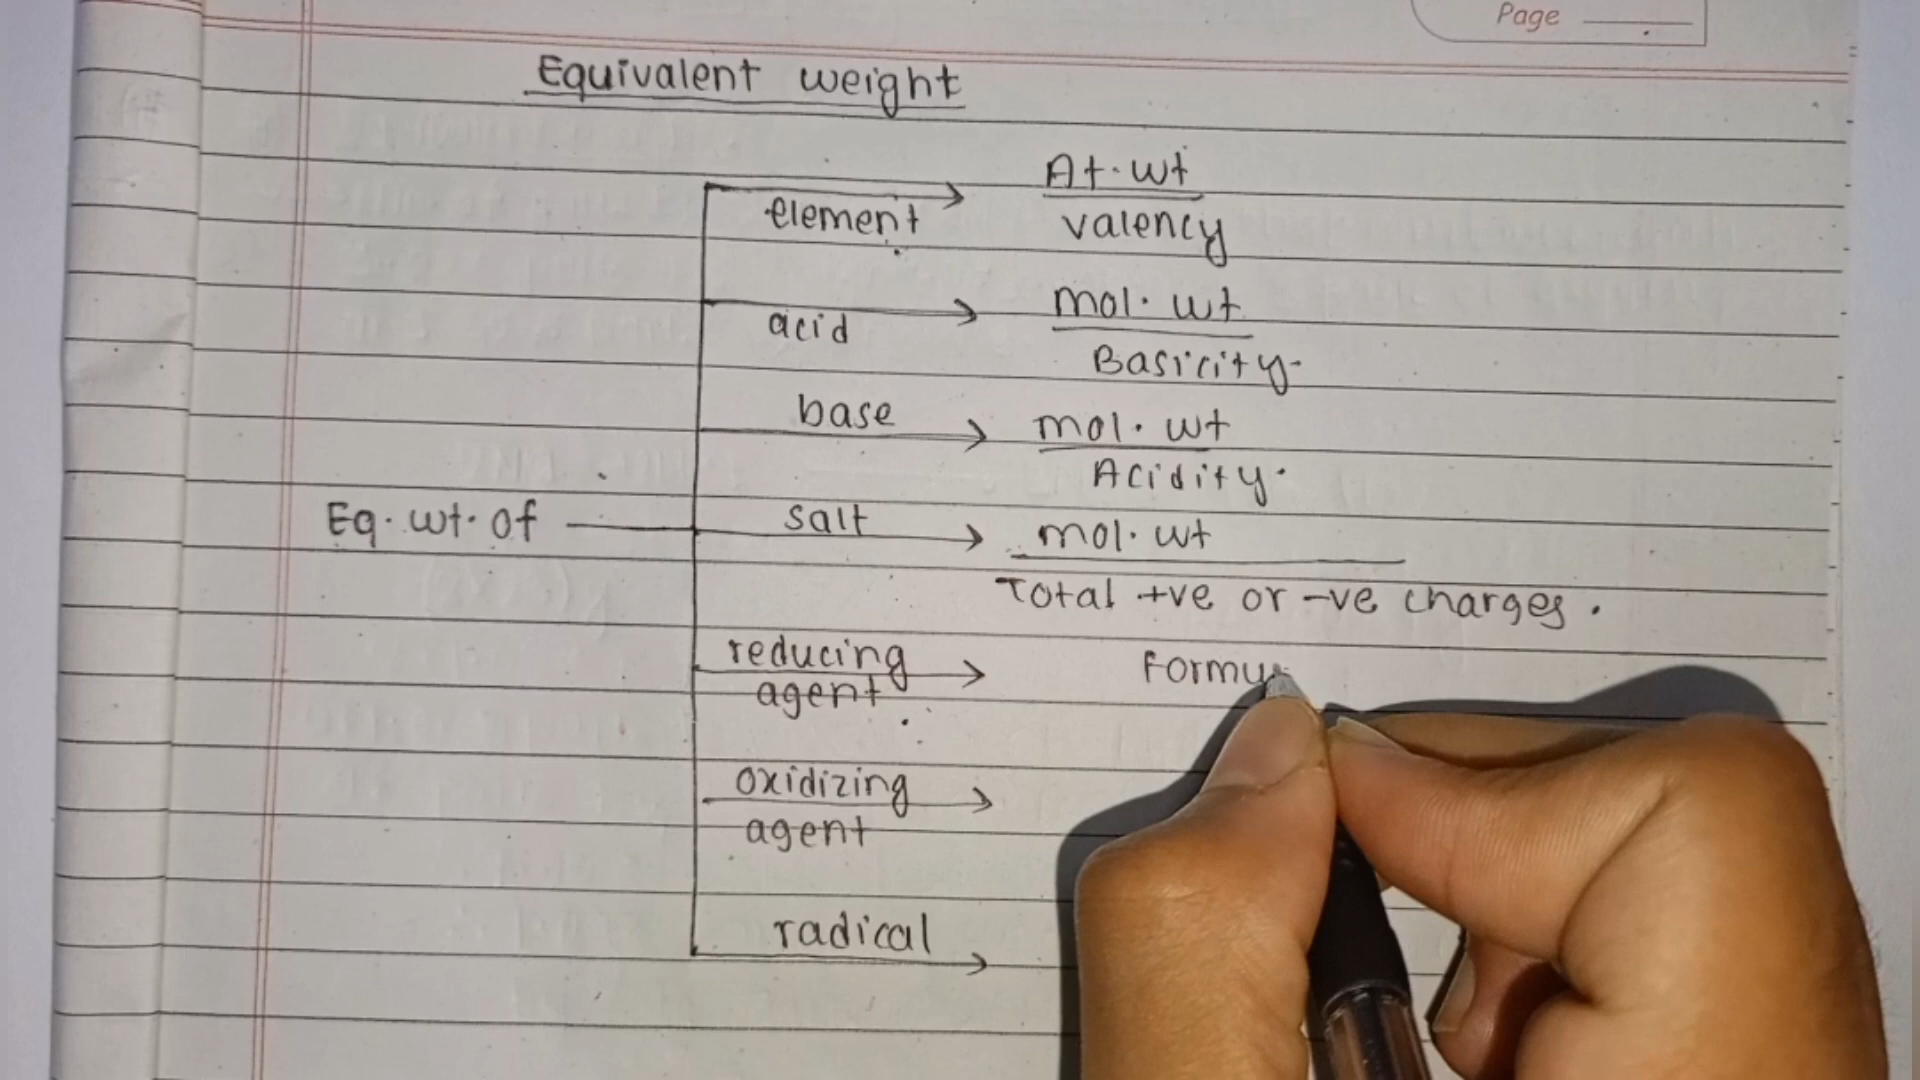 Page
Equivalent weight
element
At. wt
valency
acid
mol. wt
Basicity.
base
mol. wt
Acidity.
Eq. wt. of
salt
mol. wt
Total +ve or -ve charges.
reducing
agent
Formu
oxidizing
agent
radical